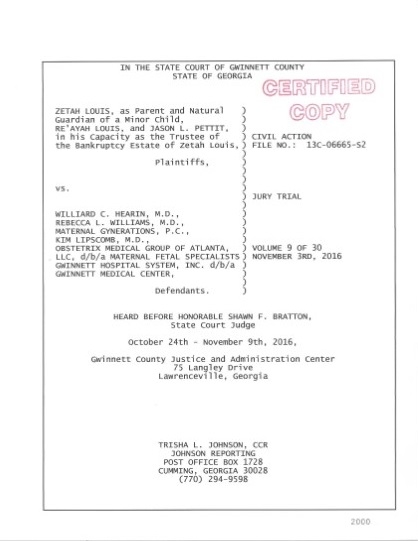 IN THE STATE COURT OF GWINNETT COUNTY
STATE OF GEORGIA
CERTIFIED
COPY
ZETAH LOUIS, as Parent and Natural )
Guardian of a Minor Child, )
RE'AYAH LOUIS, and JASON L. PETTIT, )
in his Capacity as the Trustee of ) CIVIL ACTION
the Bankruptcy Estate of Zetah Louis, ) FILE NO.: 13C-06665-S2
)
Plaintiffs, )
)
vs. )
) JURY TRIAL
)
WILLIARD C. HEARIN, M.D., )
REBECCA L. WILLIAMS, M.D., )
MATERNAL GYNERATIONS, P.C., )
KIM LIPSCOMB, M.D., )
OBSTETRIX MEDICAL GROUP OF ATLANTA, ) VOLUME 9 OF 30
LLC, d/b/a MATERNAL FETAL SPECIALISTS ) NOVEMBER 3RD, 2016
GWINNETT HOSPITAL SYSTEM, INC. d/b/a )
GWINNETT MEDICAL CENTER, )
)
Defendants. )
HEARD BEFORE HONORABLE SHAWN F. BRATTON,
State Court Judge
October 24th - November 9th, 2016,
Gwinnett County Justice and Administration Center
75 Langley Drive
Lawrenceville, Georgia
TRISHA L. JOHNSON, CCR
JOHNSON REPORTING
POST OFFICE BOX 1728
CUMMING, GEORGIA 30028
(770) 294-9598
2000